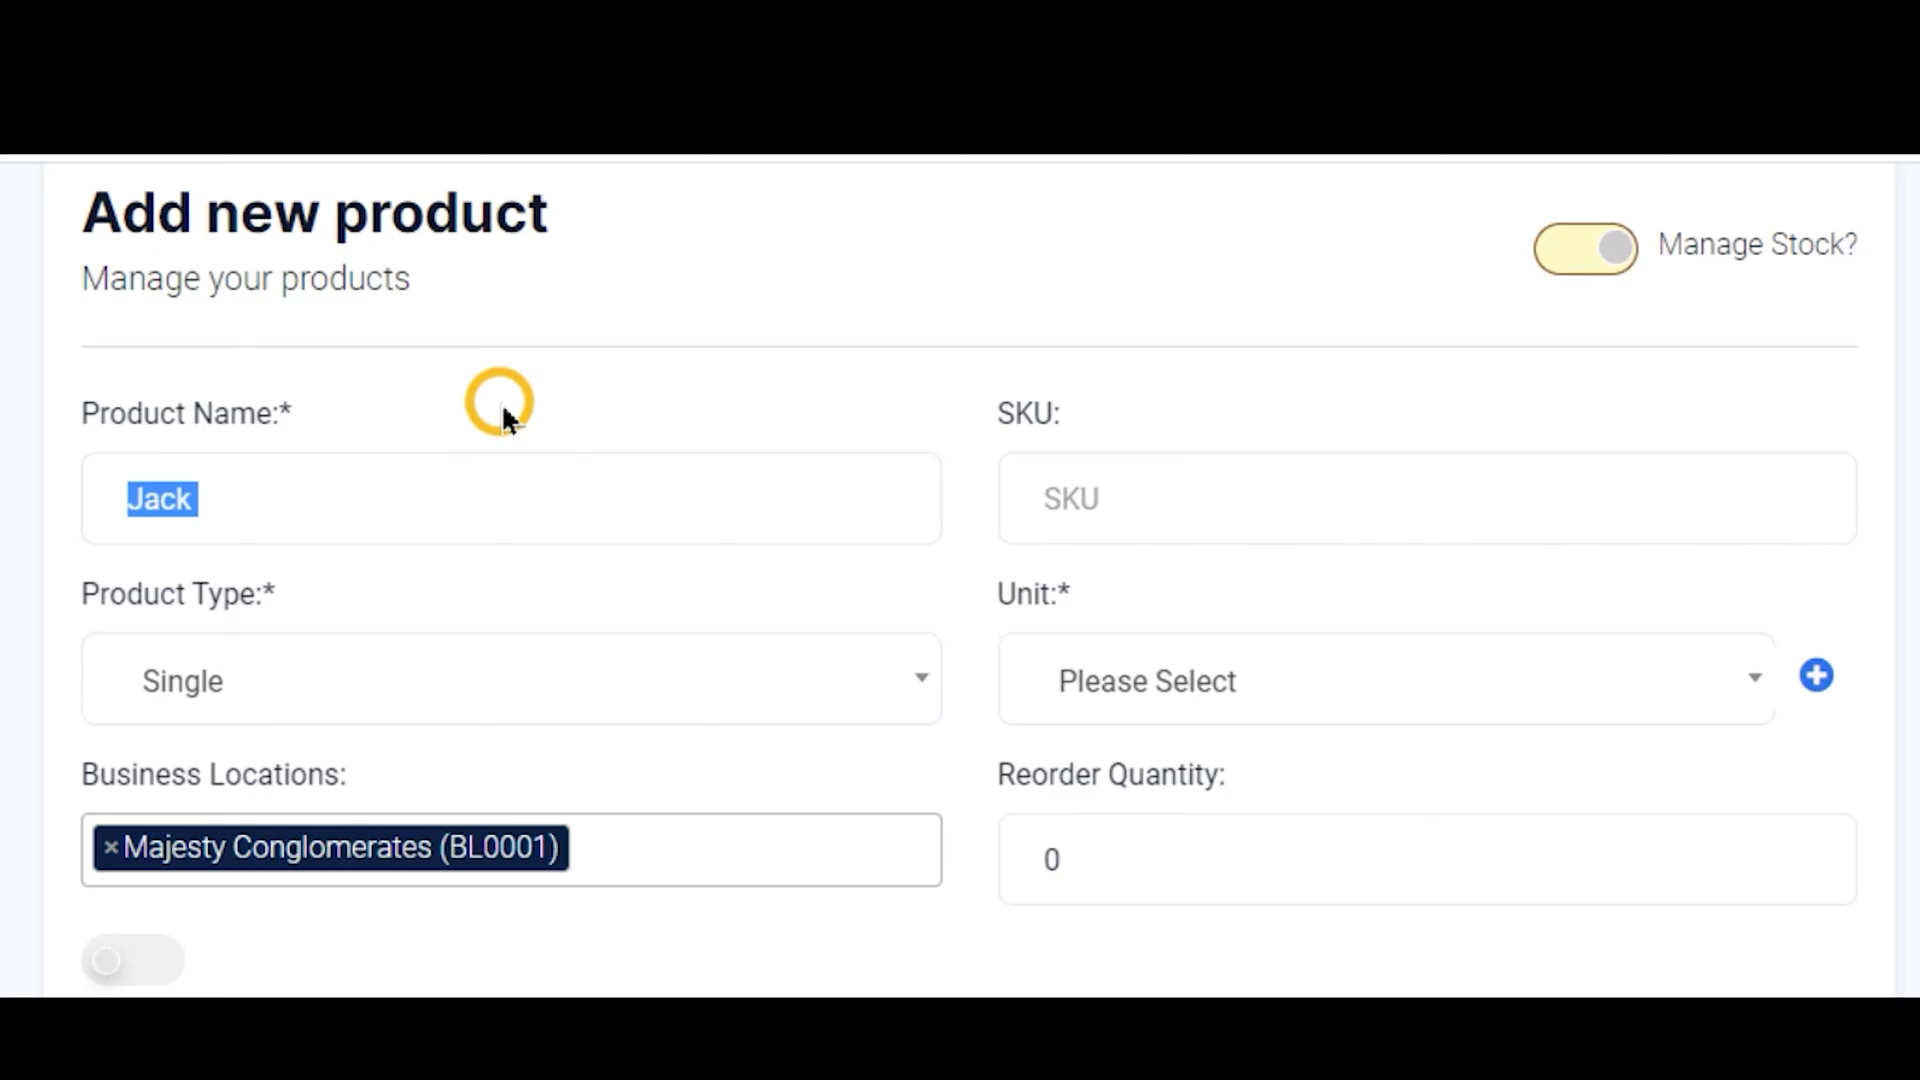 Add new product
Manage your products
Manage Stock?
Product Name:*
SKU:
Jack
SKU
Product Type:*
Unit:*
Single
Please Select
Business Locations:
Reorder Quantity:
×Majesty Conglomerates (BL0001)
0